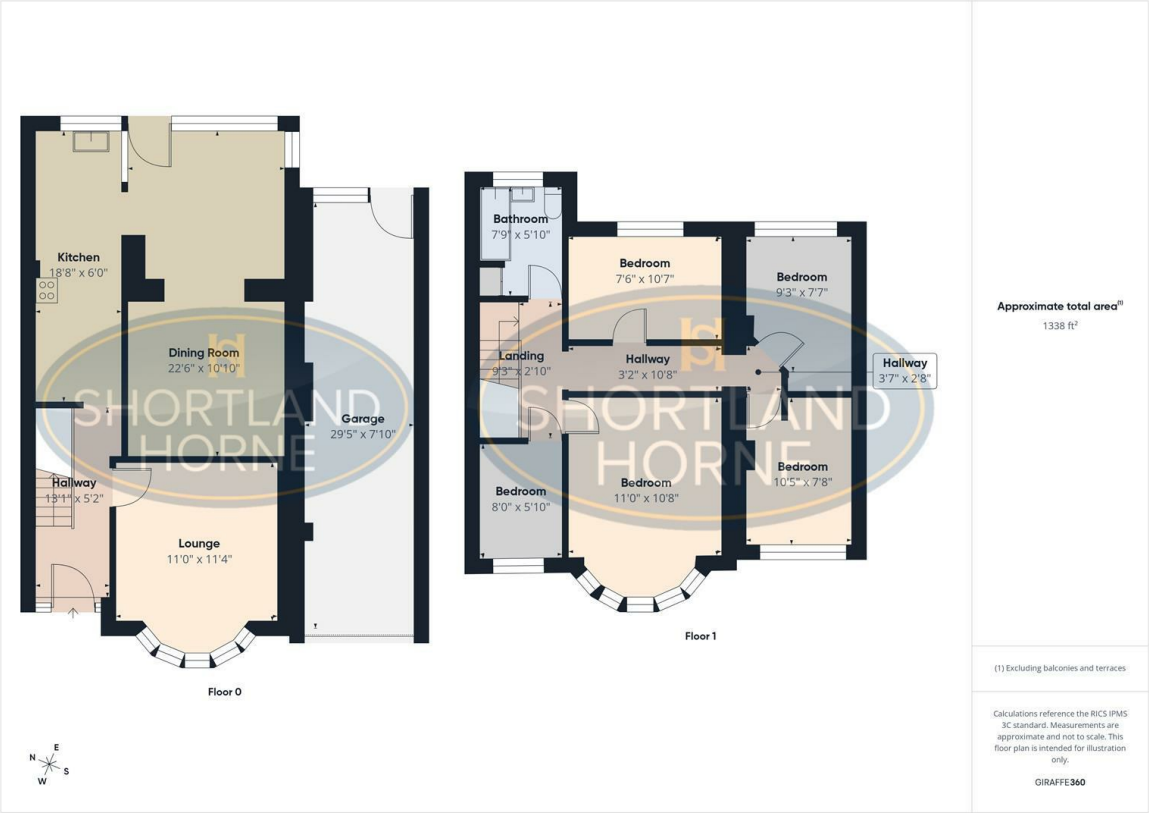 Kitchen
18'8" x 6'0"
Dining Room
22'6" x 10'10"
Garage
29'5" x 7'10"
Hallway
13'1" x 5'2"
Lounge
11'0" x 11'4"
Floor 0
SHORTLAND
HORNE
Bathroom
7'9" x 5'10"
Bedroom
7'6" x 10'7"
Bedroom
9'3" x 7'7"
Landing
9'3" x 2'10"
Hallway
3'2" x 10'8"
Hallway
3'7" x 2'8"
Bedroom
8'0" x 5'10"
Bedroom
11'0" x 10'8"
Bedroom
10'5" x 7'8"
Floor 1
SHORTLAND
HORNE
N E S W
Approximate total area(1)
1338 ft²
(1) Excluding balconies and terraces
Calculations reference the RICS IPMS
3C standard. Measurements are
approximate and not to scale. This
floor plan is intended for illustration
only.
GIRAFFE360